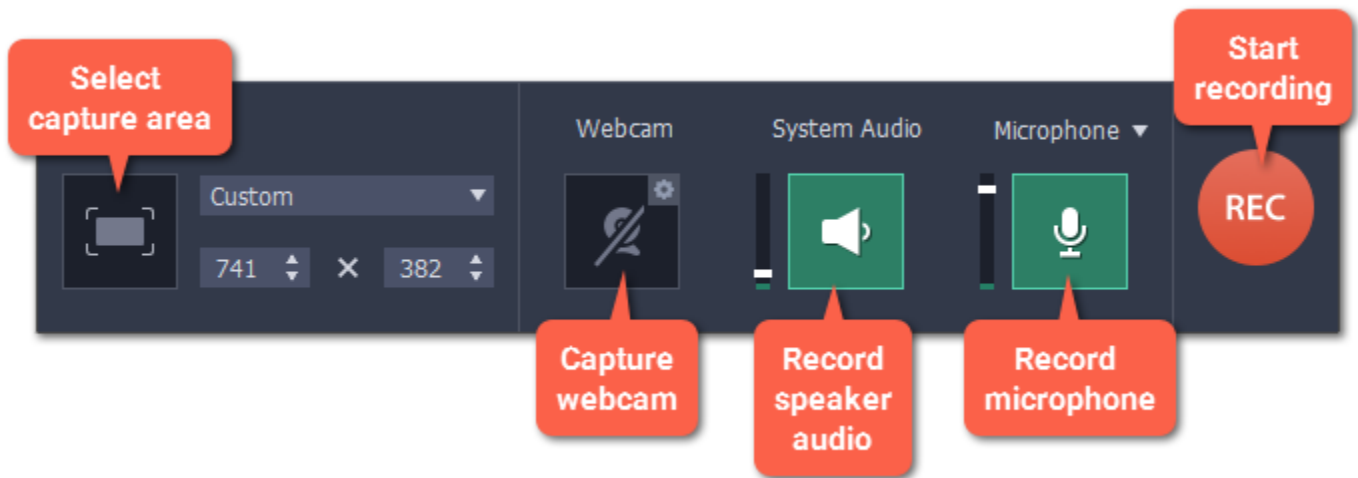 Select
capture area
Start
recording
Webcam
System Audio
Microphone
Custom
741 × 382
REC
Capture
webcam
Record
speaker
audio
Record
microphone